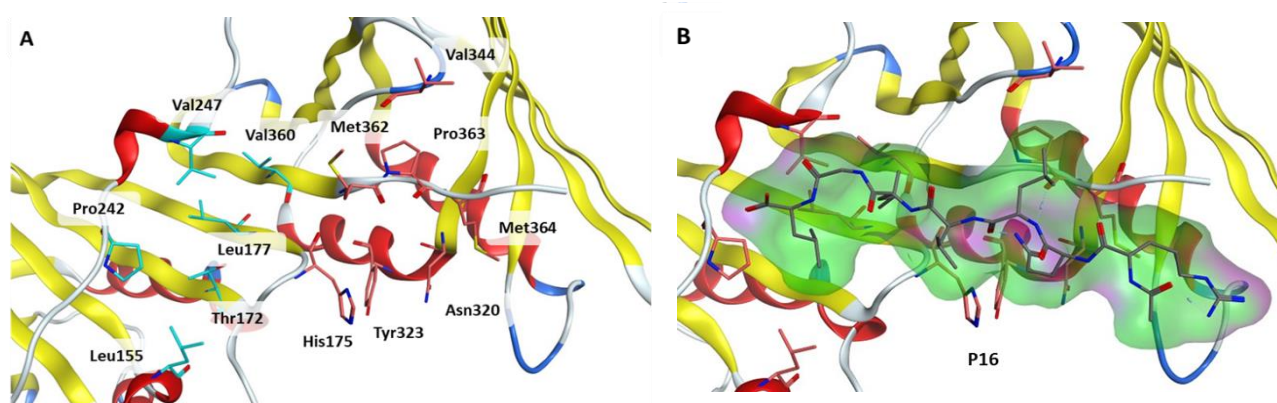 A
Val344
Val247
Val360
Met362
Pro363
Pro242
Leu177
Met364
Thr172
Asn320
His175
Tyr323
Leu155
B
P16